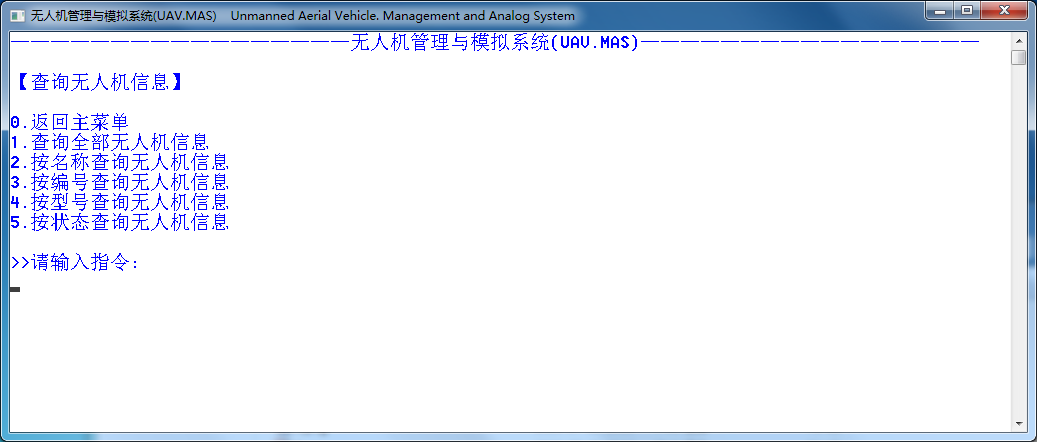 无人机管理与模拟系统(UAV.MAS) Unmanned Aerial Vehicle. Management and Analog System
————————————————无人机管理与模拟系统(UAV.MAS)————————————————
【查询无人机信息】
0.返回主菜单
1.查询全部无人机信息
2.按名称查询无人机信息
3.按编号查询无人机信息
4.按型号查询无人机信息
5.按状态查询无人机信息
>>请输入指令: